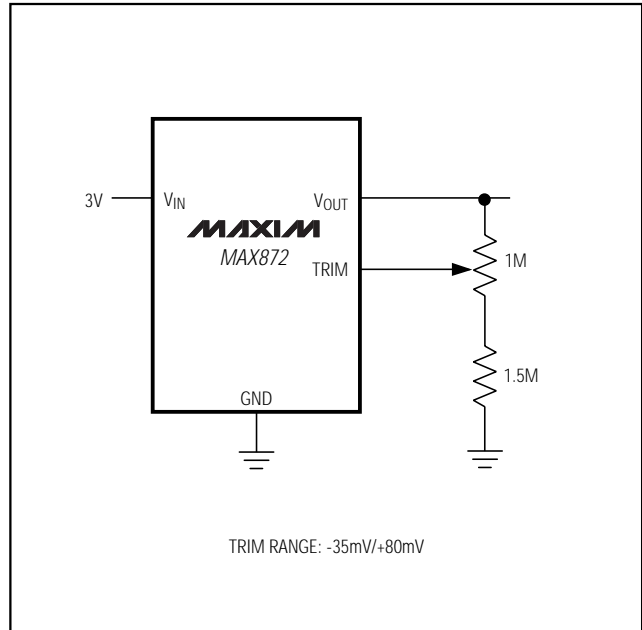 3V
VIN
VOUT
MAXIM
MAX872
TRIM
1M
1.5M
GND
TRIM RANGE: -35mV/+80mV